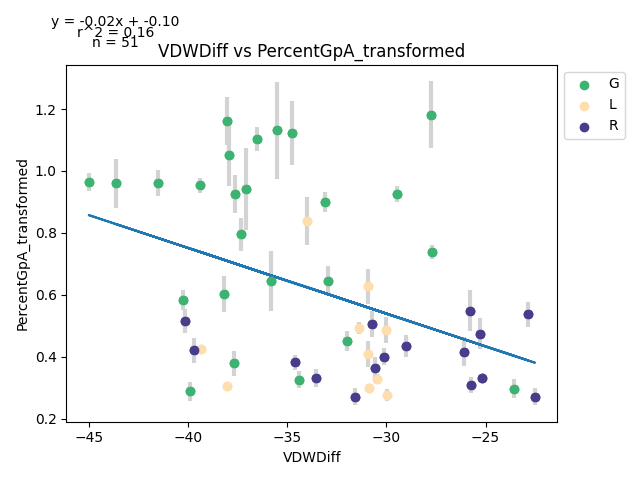 y = -0.02x + -0.10
r^2 = 0.16
n = 51
VDWDiff vs PercentGpA_transformed
G
L
R
PercentGpA_transformed
1.2
1.0
0.8
0.6
0.4
0.2
−45
−40
−35
−30
−25
VDWDiff